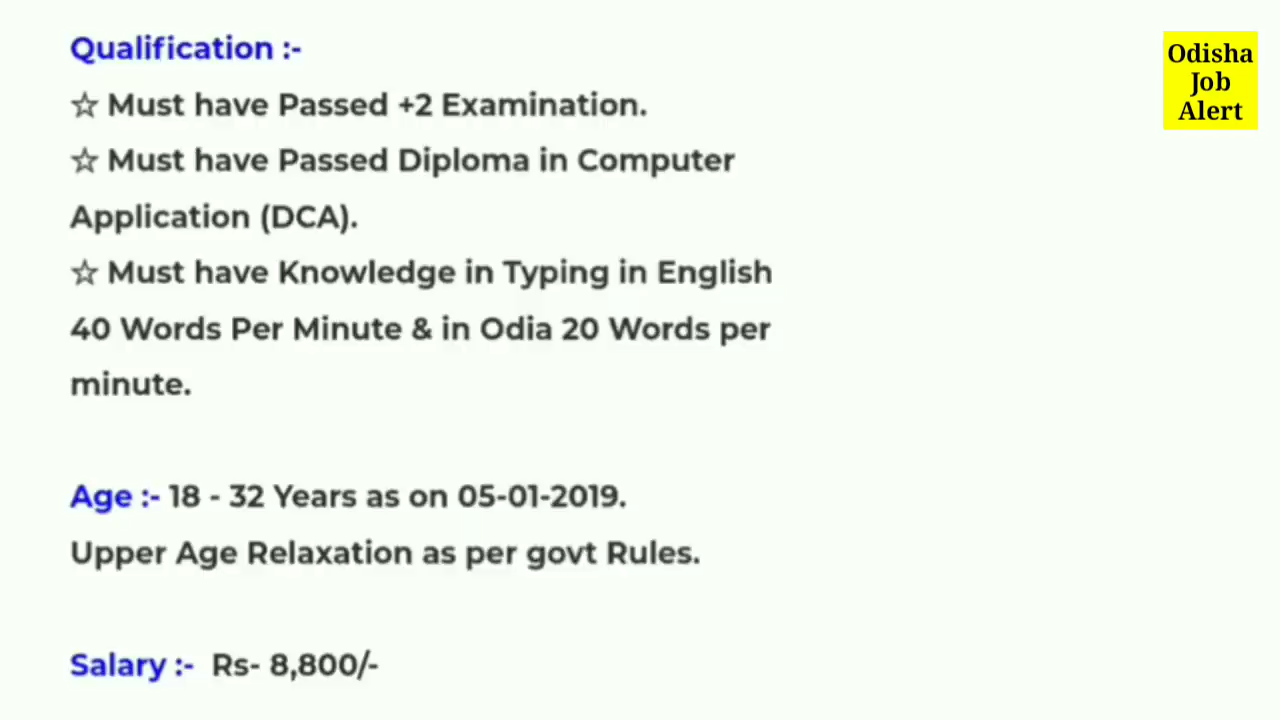 Qualification :-
☆ Must have Passed +2 Examination.
☆ Must have Passed Diploma in Computer
Application (DCA).
☆ Must have Knowledge in Typing in English
40 Words Per Minute & in Odia 20 Words per
minute.
Age :- 18 - 32 Years as on 05-01-2019.
Upper Age Relaxation as per govt Rules.
Salary :- Rs- 8,800/-
Odisha
Job
Alert